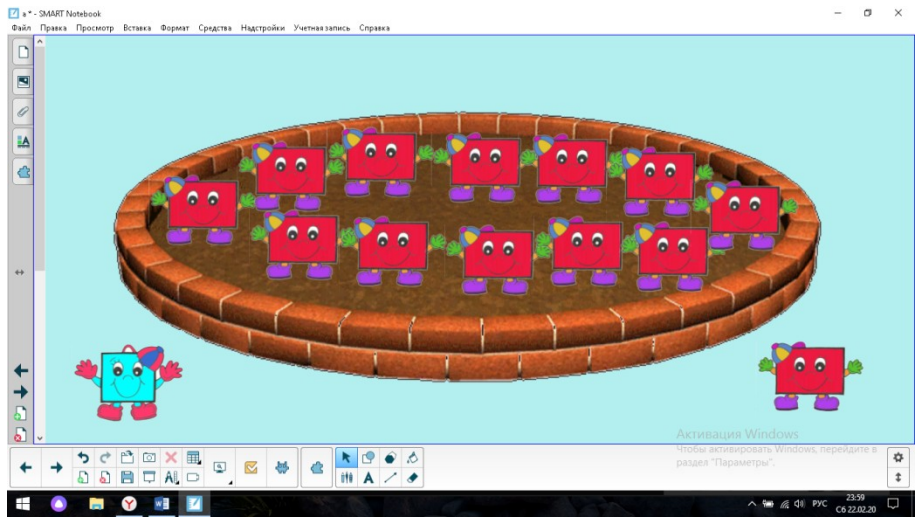 a * - SMART Notebook
Файл Правка Просмотр Вставка Формат Средства Надстройки Учетная запись Справка
Активация Windows
Чтобы активировать Windows, перейдите в
раздел "Параметры".
РУС
23:59
Сб 22.02.20